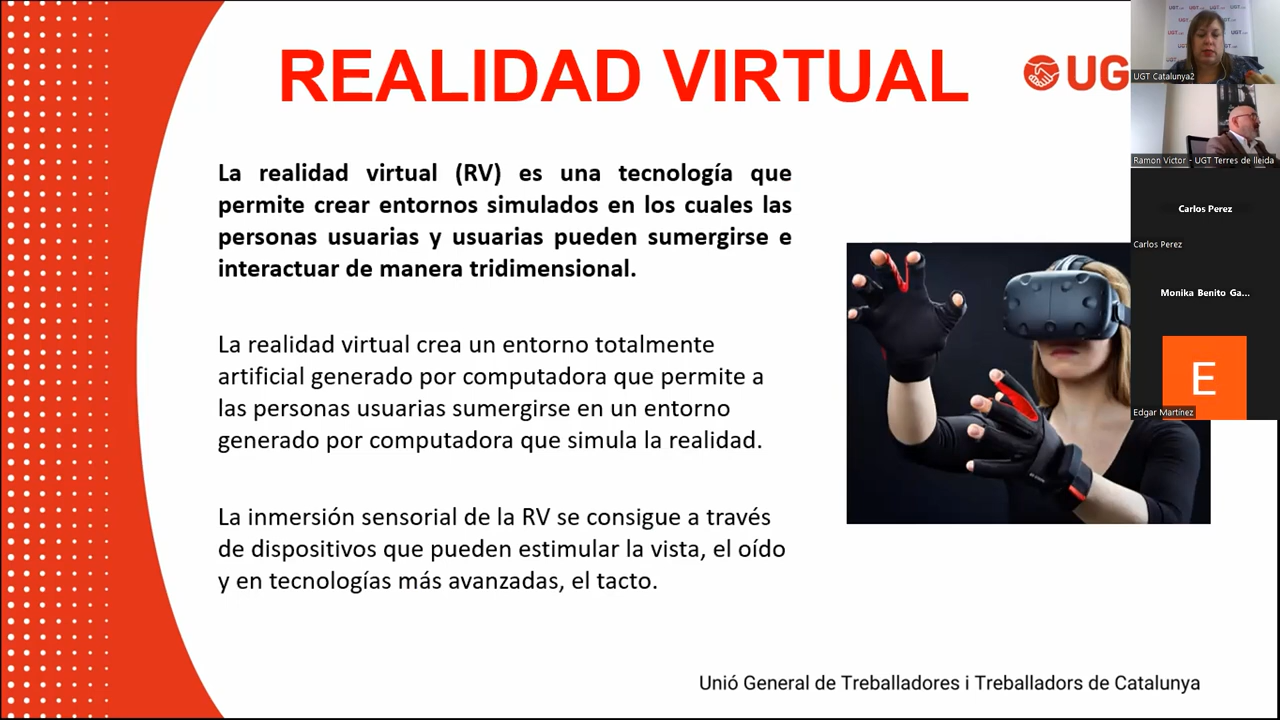 REALIDAD VIRTUAL
UG
La realidad virtual (RV) es una tecnología que
permite crear entornos simulados en los cuales las
personas usuarias y usuarias pueden sumergirse e
interactuar de manera tridimensional.
La realidad virtual crea un entorno totalmente
artificial generado por computadora que permite a
las personas usuarias sumergirse en un entorno
generado por computadora que simula la realidad.
La inmersión sensorial de la RV se consigue a través
de dispositivos que pueden estimular la vista, el oído
y en tecnologías más avanzadas, el tacto.
Unió General de Treballadores i Treballadors de Catalunya
UGT Catalunya2
Ramon Víctor - UGT Terres de lleida
Carlos Perez
Carlos Perez
Monika Benito Ga...
E
Edgar Martínez